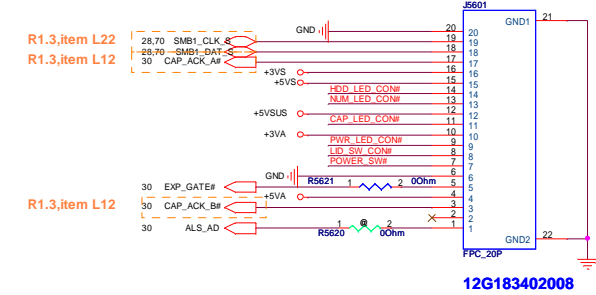 J5601
R1.3,item L22 28,70 SMB1_CLK_S GND 20 20 GND1 21
28,70 SMB1_DAT_S 19 19
18 18
R1.3,item L12 30 CAP_ACK_A# 17 17
+3VS 16 16
+5VS 15 15
HDD_LED_CON# 14 14
NUM_LED_CON# 13 13
+5VSUS 12 12
CAP_LED_CON# 11 11
+3VA 10 10
PWR_LED_CON# 9 9
LID_SW_CON# 8 8
POWER_SW# 7 7
GND 6 6
30 EXP_GATE# R5621 1 2 0Ohm 5 5
+5VA 4 4
R1.3,item L12 30 CAP_ACK_B# 3 3
2 2
30 ALS_AD R5620 1 @ 2 0Ohm 1 1
GND2 22
FPC_20P
12G183402008